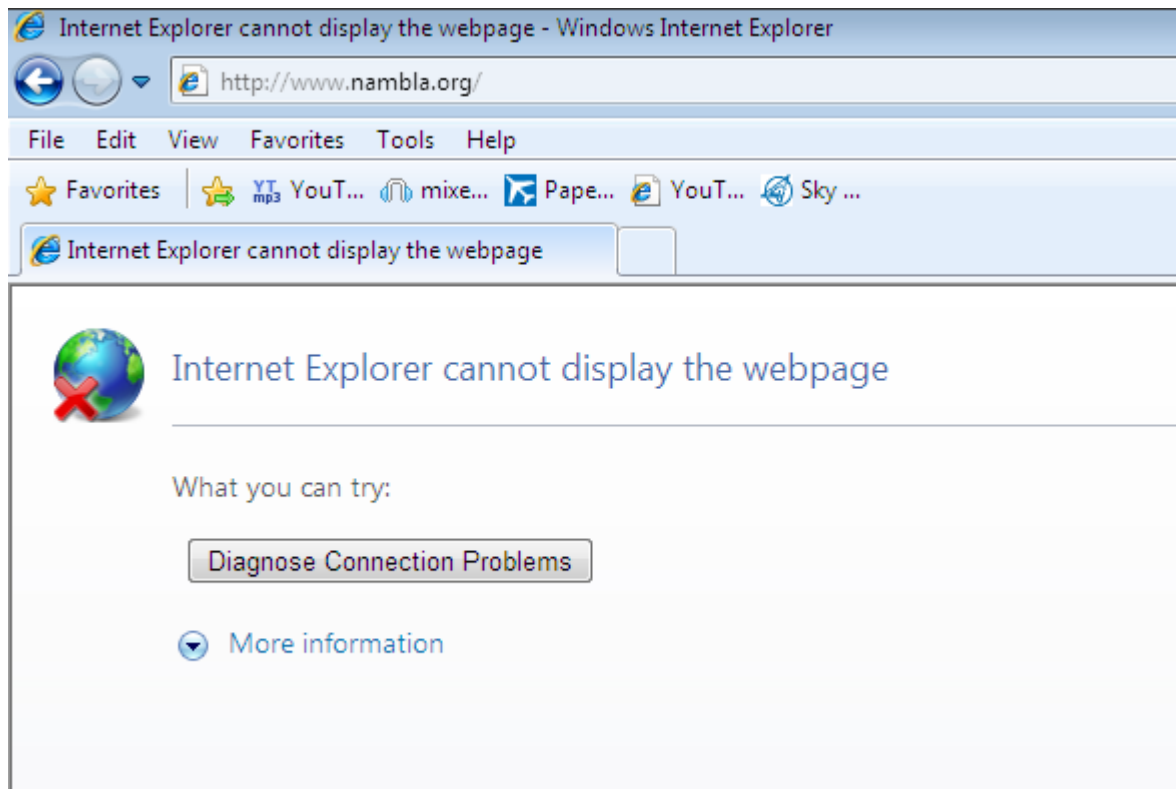 Internet Explorer cannot display the webpage - Windows Internet Explorer
http://www.nambla.org/
File Edit View Favorites Tools Help
Favorites YT mp3 YouT... mixe... Pape... YouT... Sky ...
Internet Explorer cannot display the webpage
Internet Explorer cannot display the webpage
What you can try:
Diagnose Connection Problems
More information